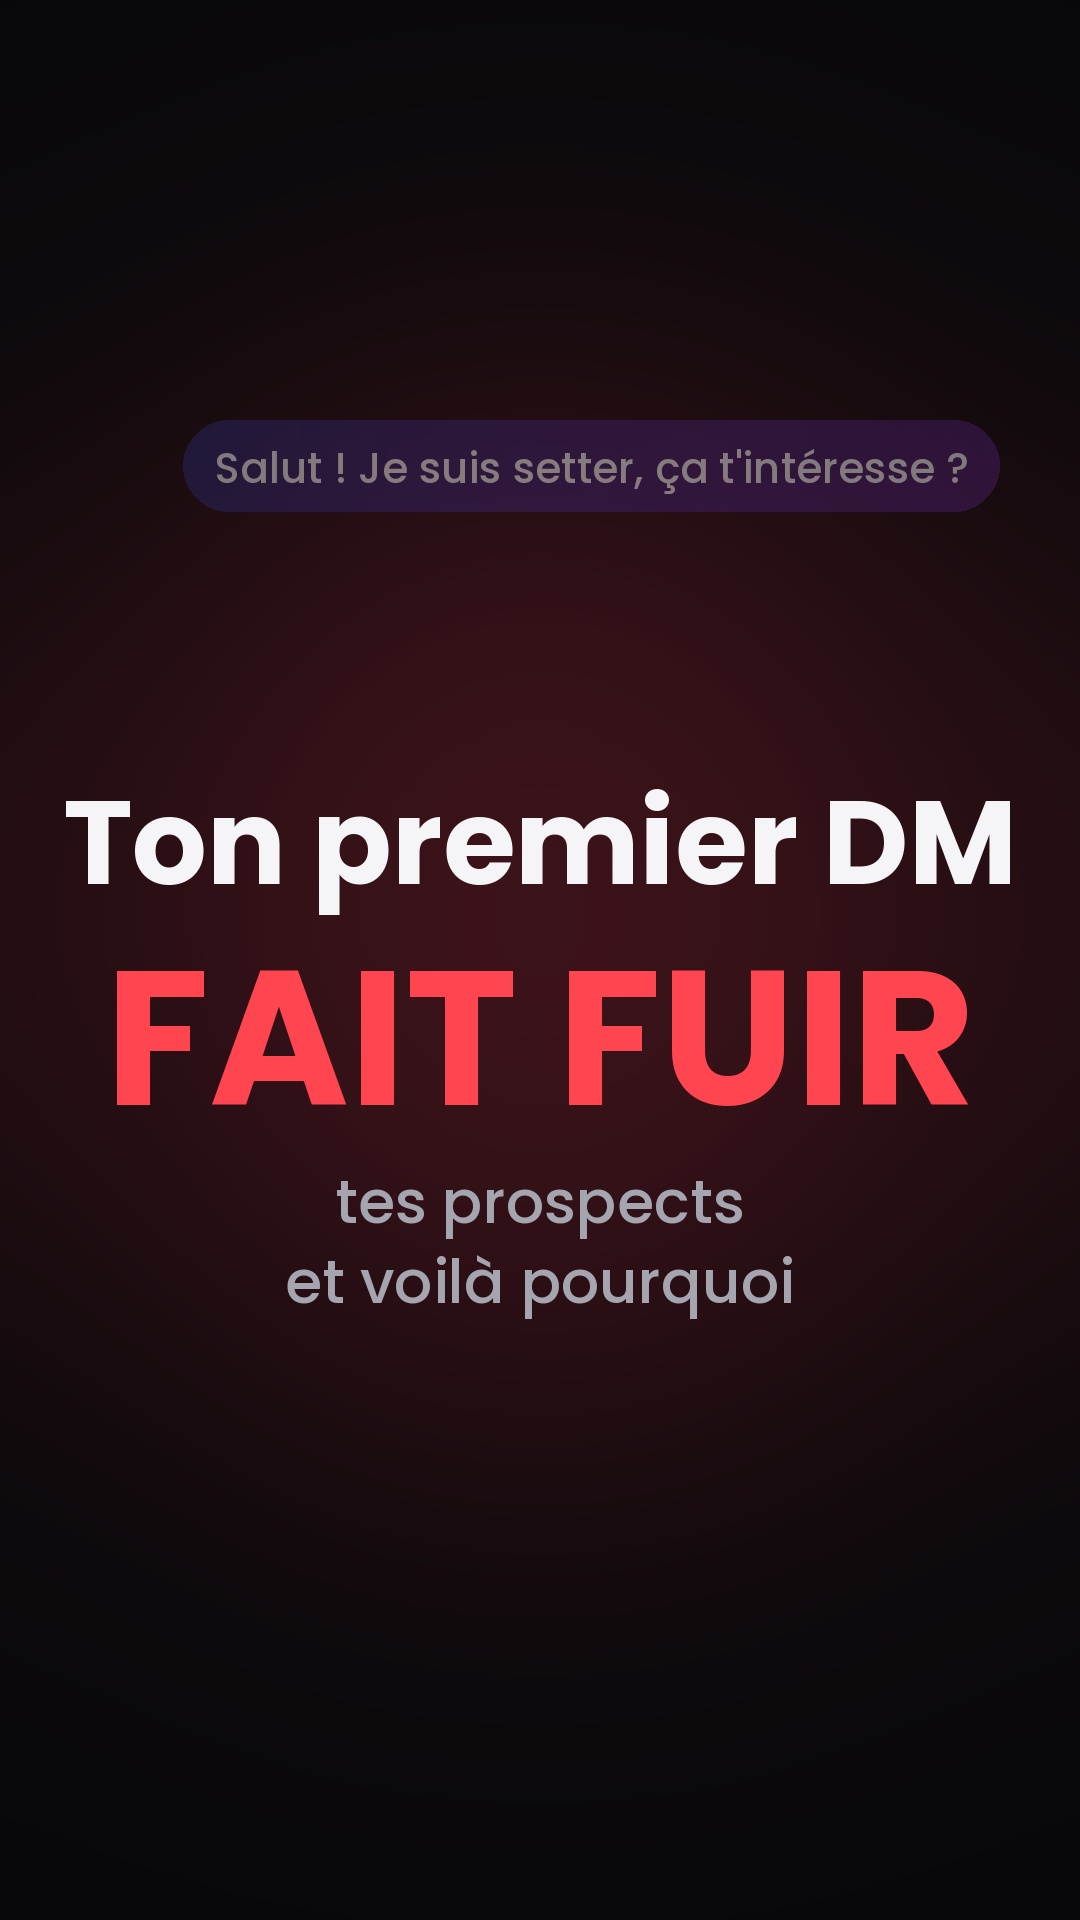 Salut ! Je suis setter, ça t'intéresse ?
Ton premier DM
FAIT FUIR
tes prospects
et voilà pourquoi